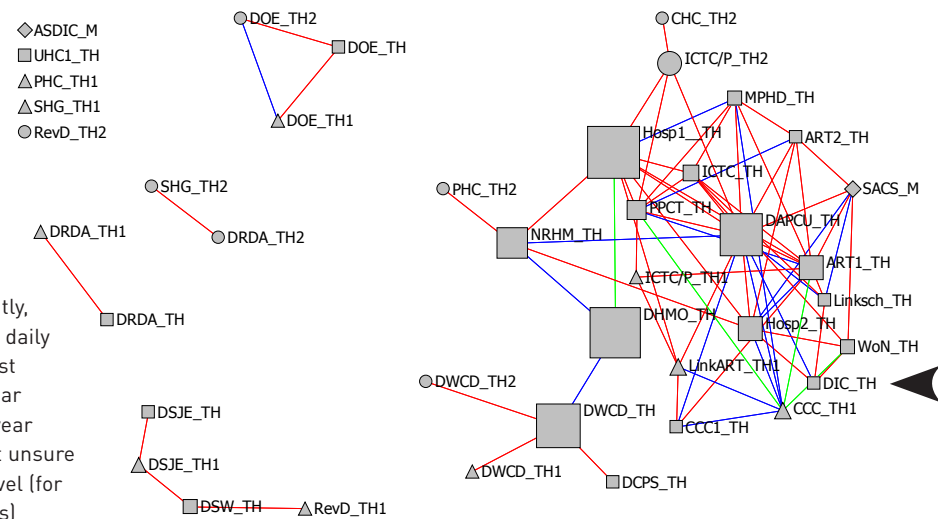 ASDIC_M
UHC1_TH
PHC_TH1
SHG_TH1
RevD_TH2
DOE_TH2
DOE_TH
DOE_TH1
CHC_TH2
ICTC/P_TH2
MPHD_TH
Hosp1__TH
ART2_TH
ICTC_TH
SHG_TH2
PHC_TH2
SACS_M
PPCT_TH
DAPCU_TH
DRDA_TH1
DRDA_TH2
NRHM_TH
ART1_TH
ICTC/P_TH1
Linksch_TH
DRDA_TH
DHMO_TH
Hosp2_TH
WoN_TH
LinkART_TH1
DWCD_TH2
DIC_TH
DSJE_TH
DWCD_TH
CCC_TH1
CCC1_TH
DSJE_TH1
DWCD_TH1
DCPS_TH
DSW_TH
RevD_TH1
tly,
daily
st
ar
ear
unsure
vel (for
s)